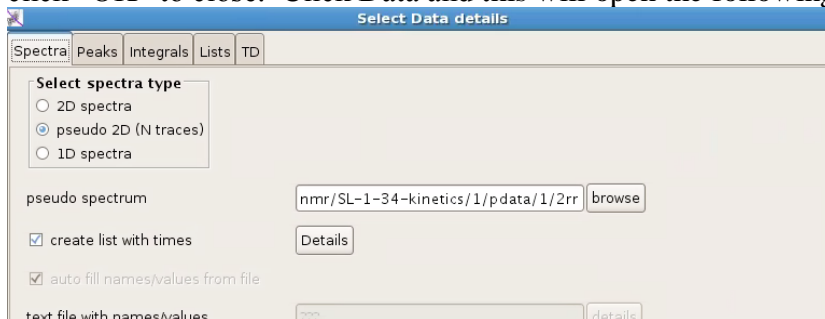 click "OK" to close. Click Data and this will open the following
Select Data details
Spectra Peaks Integrals Lists TD
Select spectra type
2D spectra
pseudo 2D (N traces)
1D spectra
pseudo spectrum nmr/SL-1-34-kinetics/1/pdata/1/2rr browse
create list with times Details
auto fill names/values from file
text file with names/values ??? details